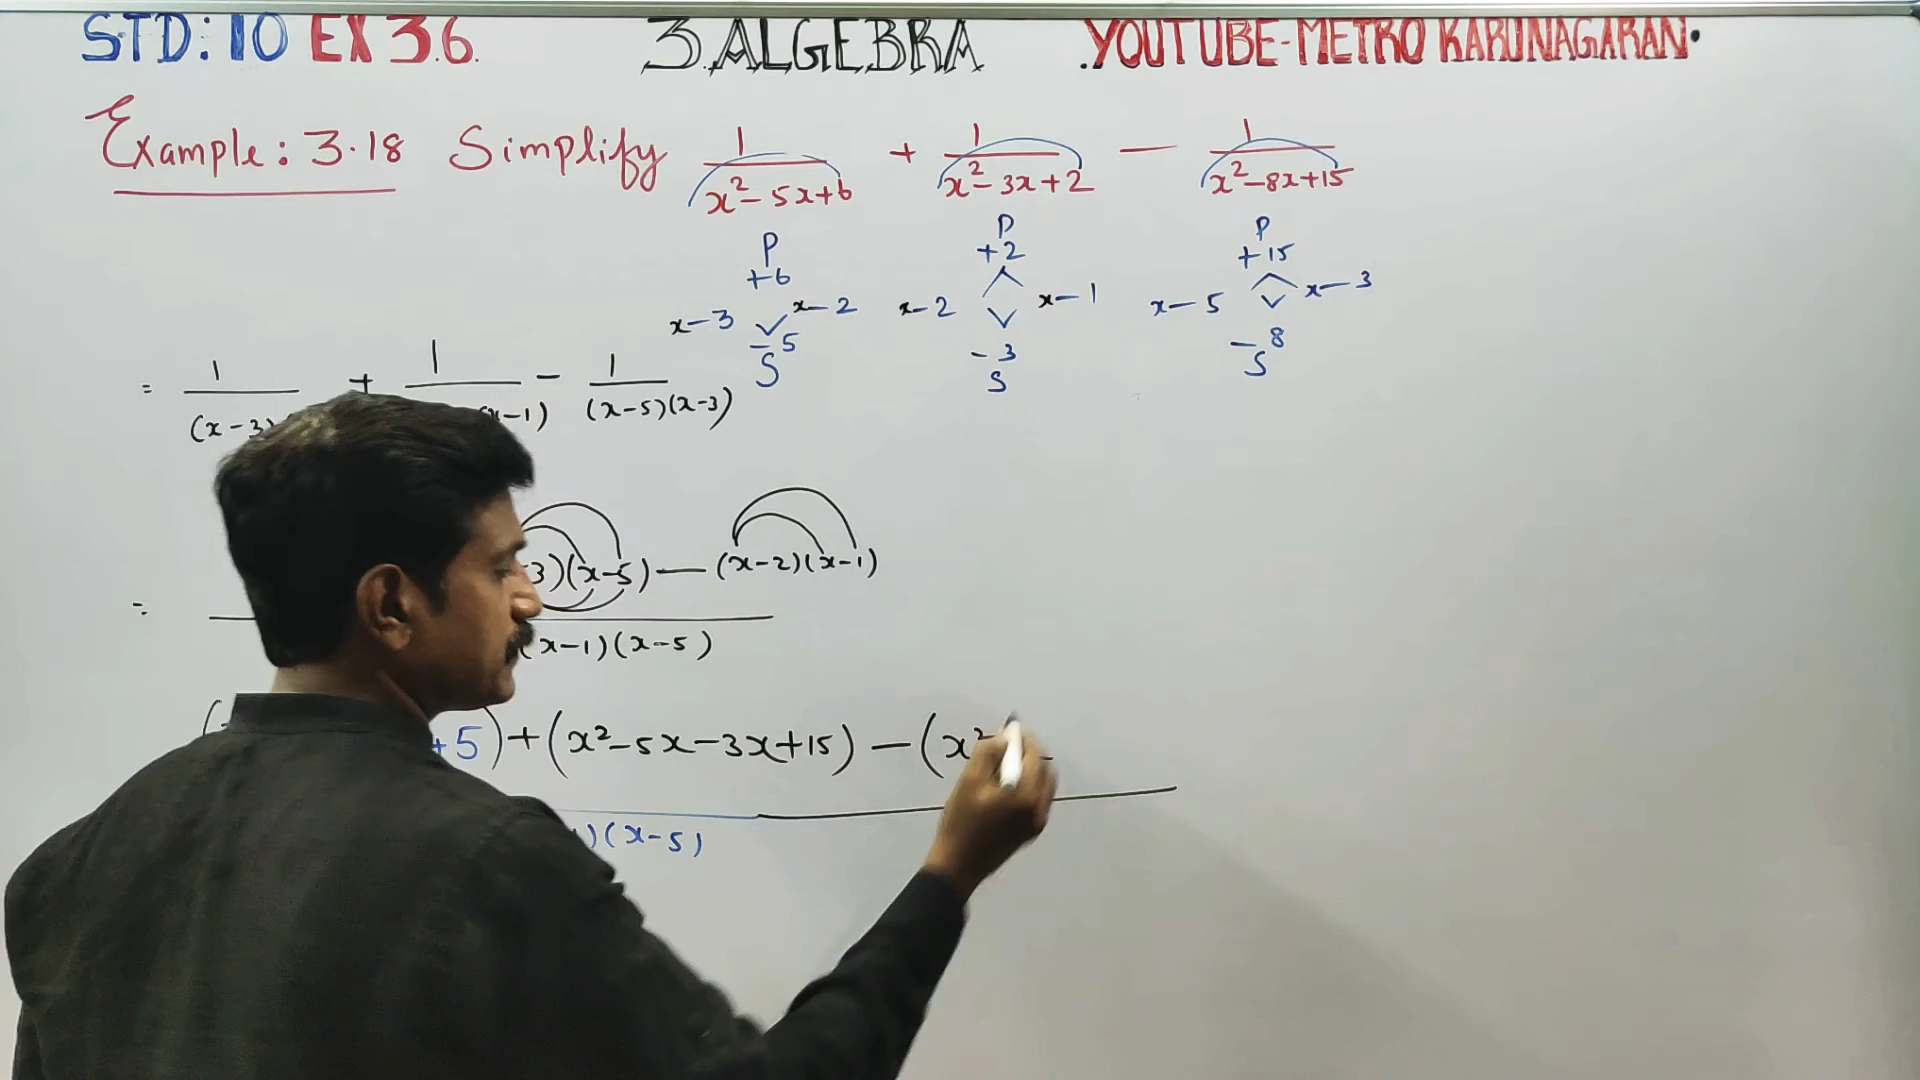 STD: 10 EX 3.6. 3. ALGEBRA .YOUTUBE-METRO KARUNAGARAN.
Example: 3.18 Simplify 1/(x²-5x+6) + 1/(x²-3x+2) — 1/(x²-8x+15)
P P P
+6 +2 +15
x-3 x-2 x-2 x-1 x-5 x-3
-5 -3 -8
S S S
= 1 + 1 - 1
(x-3) x-1) (x-5)(x-3)
= 3)(x-5) — (x-2)(x-1)
x-1)(x-5)
+5) + (x²-5x-3x+15) - (x²
)(x-5)